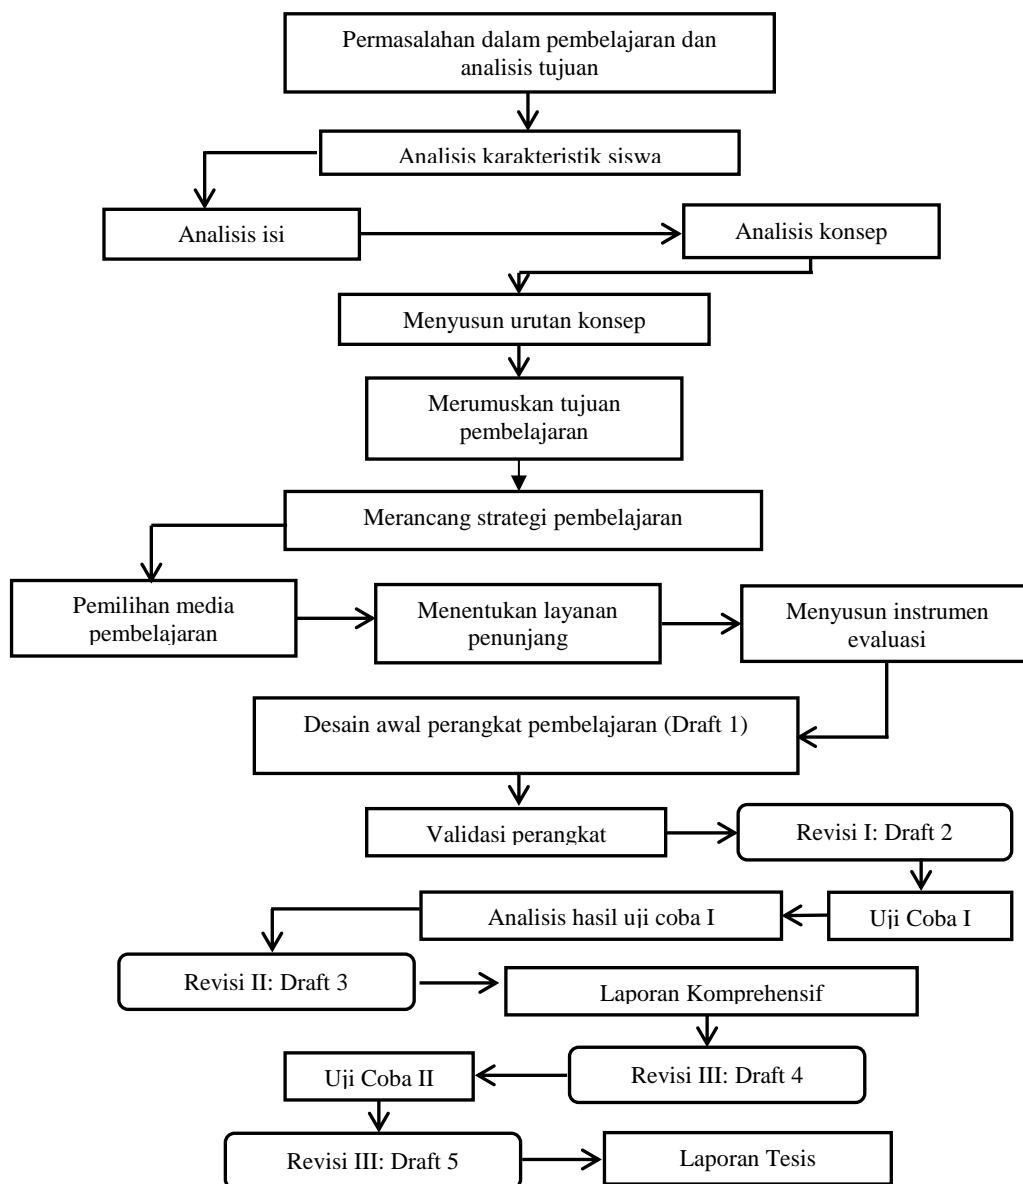 Permasalahan dalam pembelajaran dan
analisis tujuan
Analisis karakteristik siswa
Analisis isi
Analisis konsep
Menyusun urutan konsep
Merumuskan tujuan
pembelajaran
Merancang strategi pembelajaran
Pemilihan media
pembelajaran
Menentukan layanan
penunjang
Menyusun instrumen
evaluasi
Desain awal perangkat pembelajaran (Draft 1)
Validasi perangkat
Revisi I: Draft 2
Uji Coba I
Analisis hasil uji coba I
Revisi II: Draft 3
Laporan Komprehensif
Revisi III: Draft 4
Uji Coba II
Revisi III: Draft 5
Laporan Tesis